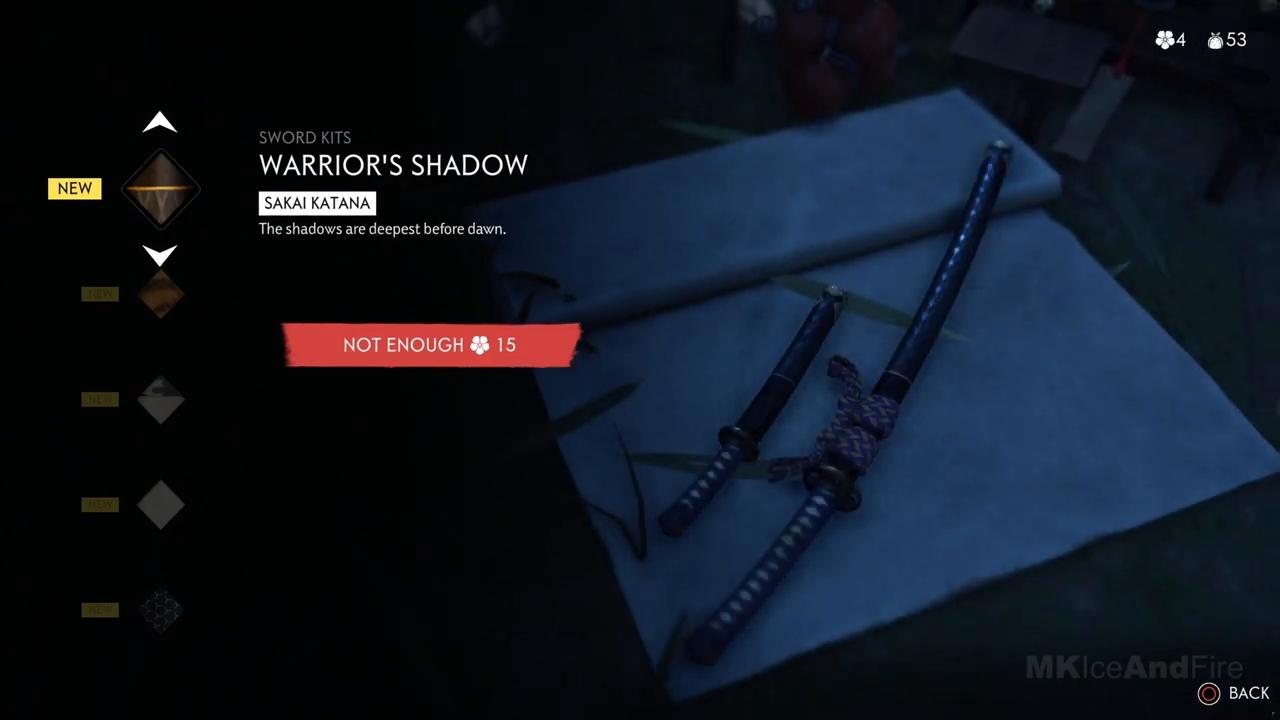 4 53
SWORD KITS
WARRIOR'S SHADOW
NEW
SAKAI KATANA
The shadows are deepest before dawn.
NEW
NOT ENOUGH 15
NEW
NEW
NEW
MKIceAndFire
BACK